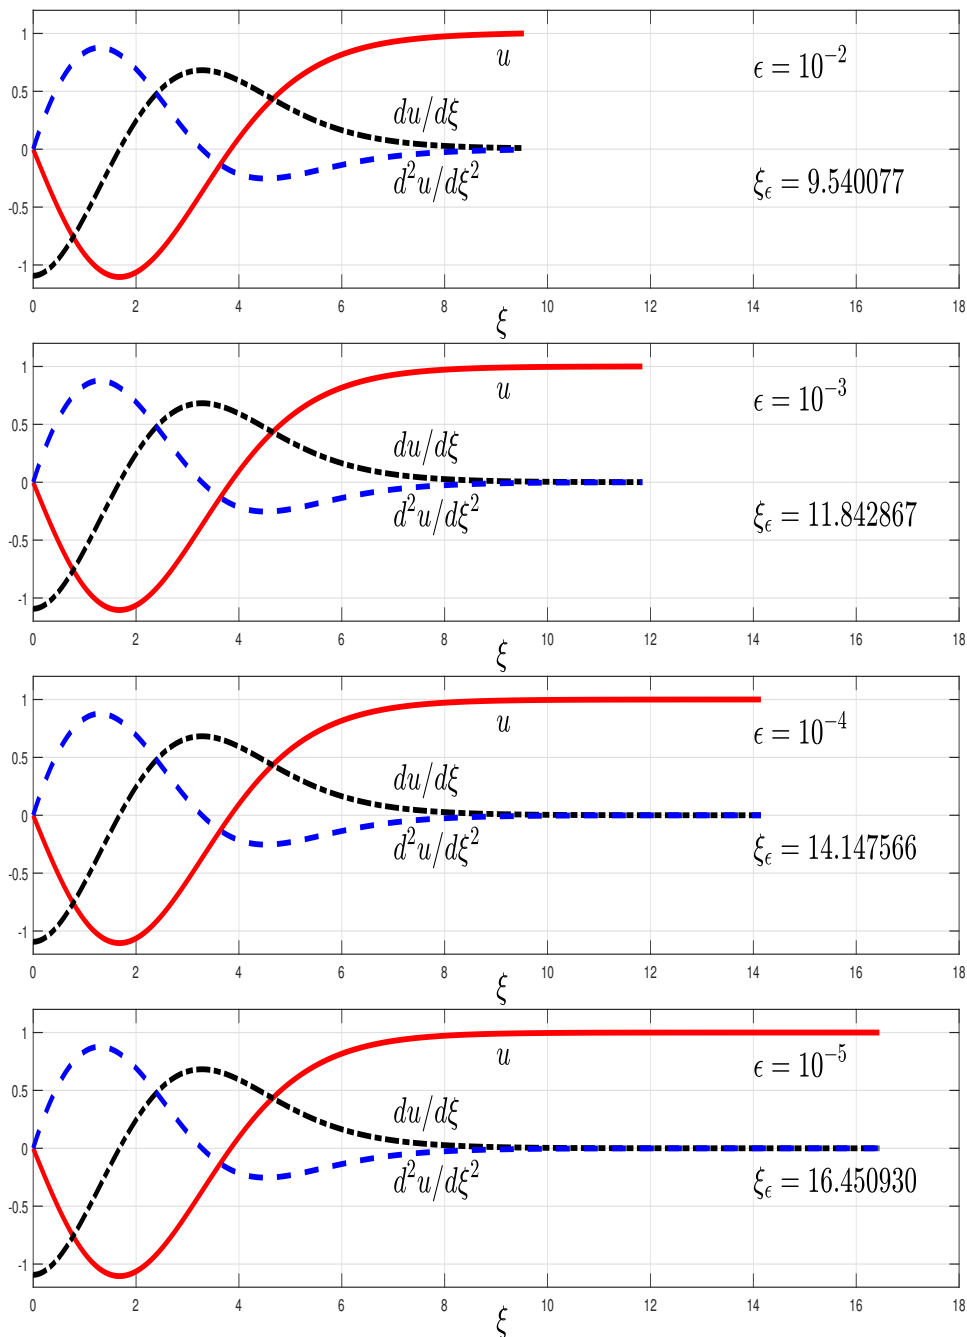 1
u
ϵ = 10⁻²
0.5
du/dξ
0
d²u/dξ²
ξ_ϵ = 9.540077
-0.5
-1
0 2 4 6 8 10 12 14 16 18
ξ
1
u
ϵ = 10⁻³
0.5
du/dξ
0
d²u/dξ²
ξ_ϵ = 11.842867
-0.5
-1
0 2 4 6 8 10 12 14 16 18
ξ
1
u
ϵ = 10⁻⁴
0.5
du/dξ
0
d²u/dξ²
ξ_ϵ = 14.147566
-0.5
-1
0 2 4 6 8 10 12 14 16 18
ξ
1
u
ϵ = 10⁻⁵
0.5
du/dξ
0
d²u/dξ²
ξ_ϵ = 16.450930
-0.5
-1
0 2 4 6 8 10 12 14 16 18
ξ